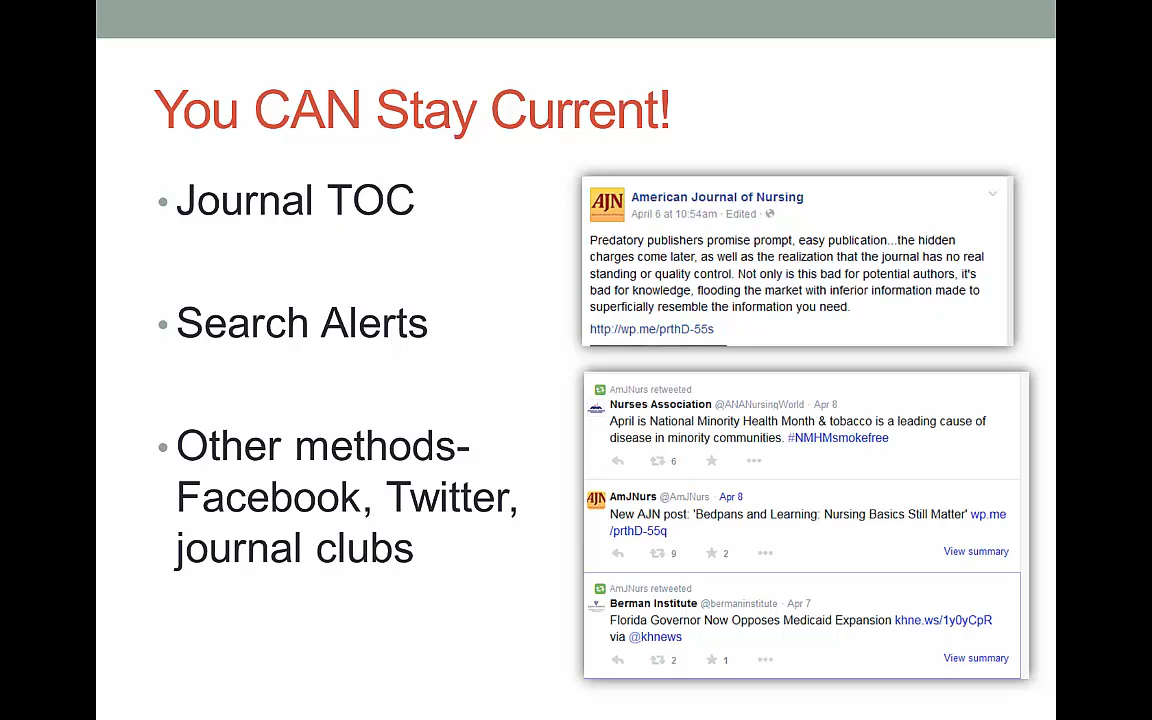 You CAN Stay Current!
• Journal TOC
• Search Alerts
• Other methods-
Facebook, Twitter,
journal clubs
AJN
American Journal of Nursing
April 6 at 10:54am · Edited ·
Predatory publishers promise prompt, easy publication...the hidden
charges come later, as well as the realization that the journal has no real
standing or quality control. Not only is this bad for potential authors, it's
bad for knowledge, flooding the market with inferior information made to
superficially resemble the information you need.
http://wp.me/prthD-55s
AmJNurs retweeted
Nurses Association @ANANursingWorld · Apr 8
April is National Minority Health Month & tobacco is a leading cause of
disease in minority communities. #NMHMsmokefree
6
AJN
AmJNurs @AmJNurs · Apr 8
New AJN post: 'Bedpans and Learning: Nursing Basics Still Matter' wp.me
/prthD-55q
9 2
View summary
AmJNurs retweeted
Berman Institute @bermaninstitute · Apr 7
Florida Governor Now Opposes Medicaid Expansion khne.ws/1y0yCpR
via @khnews
2 1
View summary